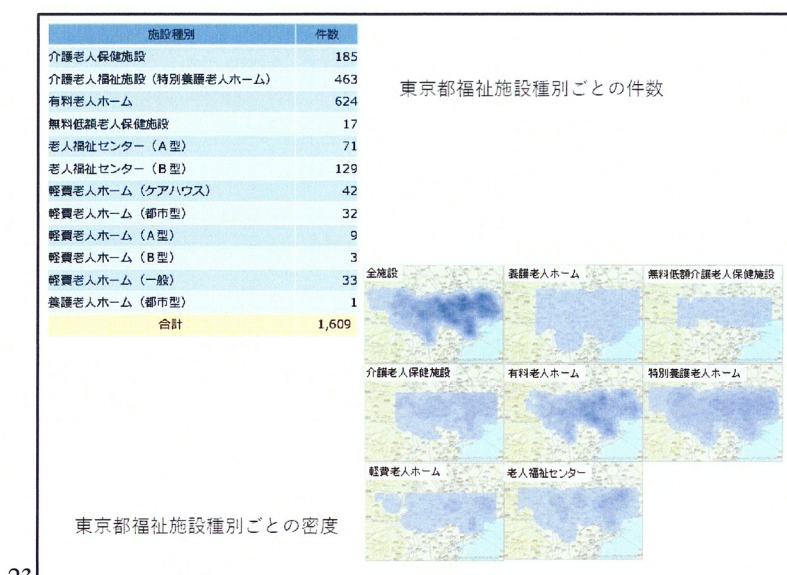 施設種別 件数
介護老人保健施設 185
介護老人福祉施設（特別養護老人ホーム） 463
有料老人ホーム 624
無料低額老人保健施設 17
老人福祉センター（A型） 71
老人福祉センター（B型） 129
軽費老人ホーム（ケアハウス） 42
軽費老人ホーム（都市型） 32
軽費老人ホーム（A型） 9
軽費老人ホーム（B型） 3
軽費老人ホーム（一般） 33
養護老人ホーム（都市型） 1
合計 1,609
東京都福祉施設種別ごとの件数
全施設 養護老人ホーム 無料低額介護老人保健施設
介護老人保健施設 有料老人ホーム 特別養護老人ホーム
軽費老人ホーム 老人福祉センター
東京都福祉施設種別ごとの密度